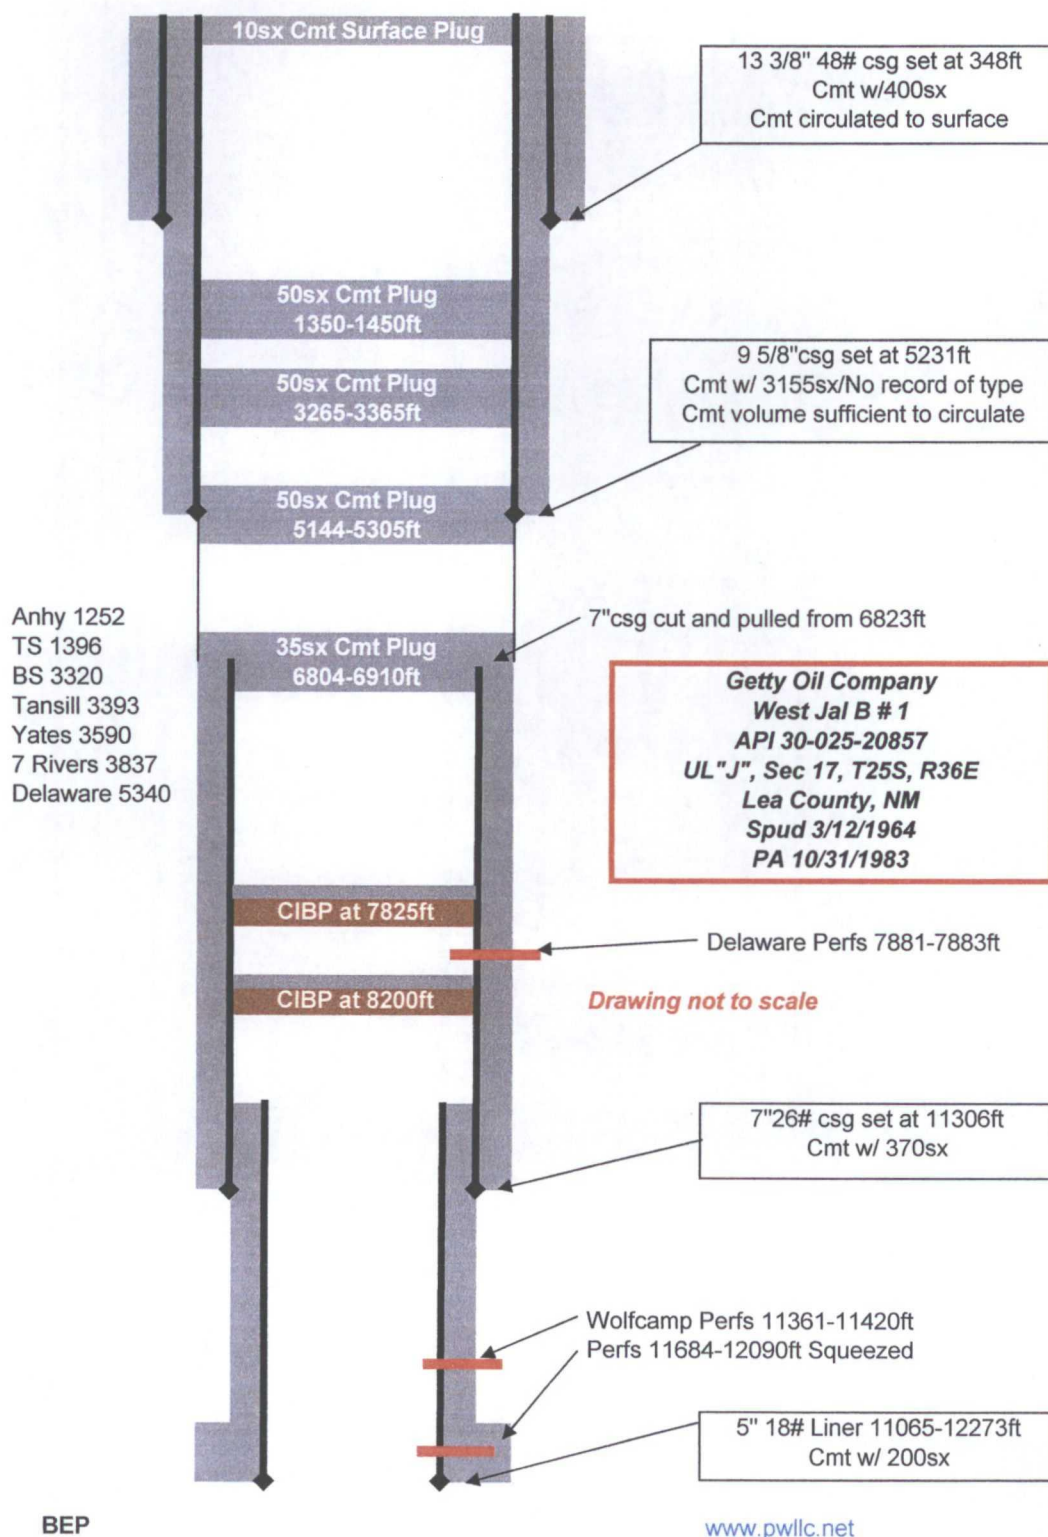 10sx Cmt Surface Plug
13 3/8" 48# csg set at 348ft
Cmt w/400sx
Cmt circulated to surface
50sx Cmt Plug
1350-1450ft
9 5/8"csg set at 5231ft
Cmt w/ 3155sx/No record of type
Cmt volume sufficient to circulate
50sx Cmt Plug
3265-3365ft
50sx Cmt Plug
5144-5305ft
Anhy 1252
TS 1396
BS 3320
Tansill 3393
Yates 3590
7 Rivers 3837
Delaware 5340
7"csg cut and pulled from 6823ft
35sx Cmt Plug
6804-6910ft
Getty Oil Company
West Jal B # 1
API 30-025-20857
UL"J", Sec 17, T25S, R36E
Lea County, NM
Spud 3/12/1964
PA 10/31/1983
CIBP at 7825ft
Delaware Perfs 7881-7883ft
CIBP at 8200ft
Drawing not to scale
7"26# csg set at 11306ft
Cmt w/ 370sx
Wolfcamp Perfs 11361-11420ft
Perfs 11684-12090ft Squeezed
5" 18# Liner 11065-12273ft
Cmt w/ 200sx
BEP
www.pwllc.net